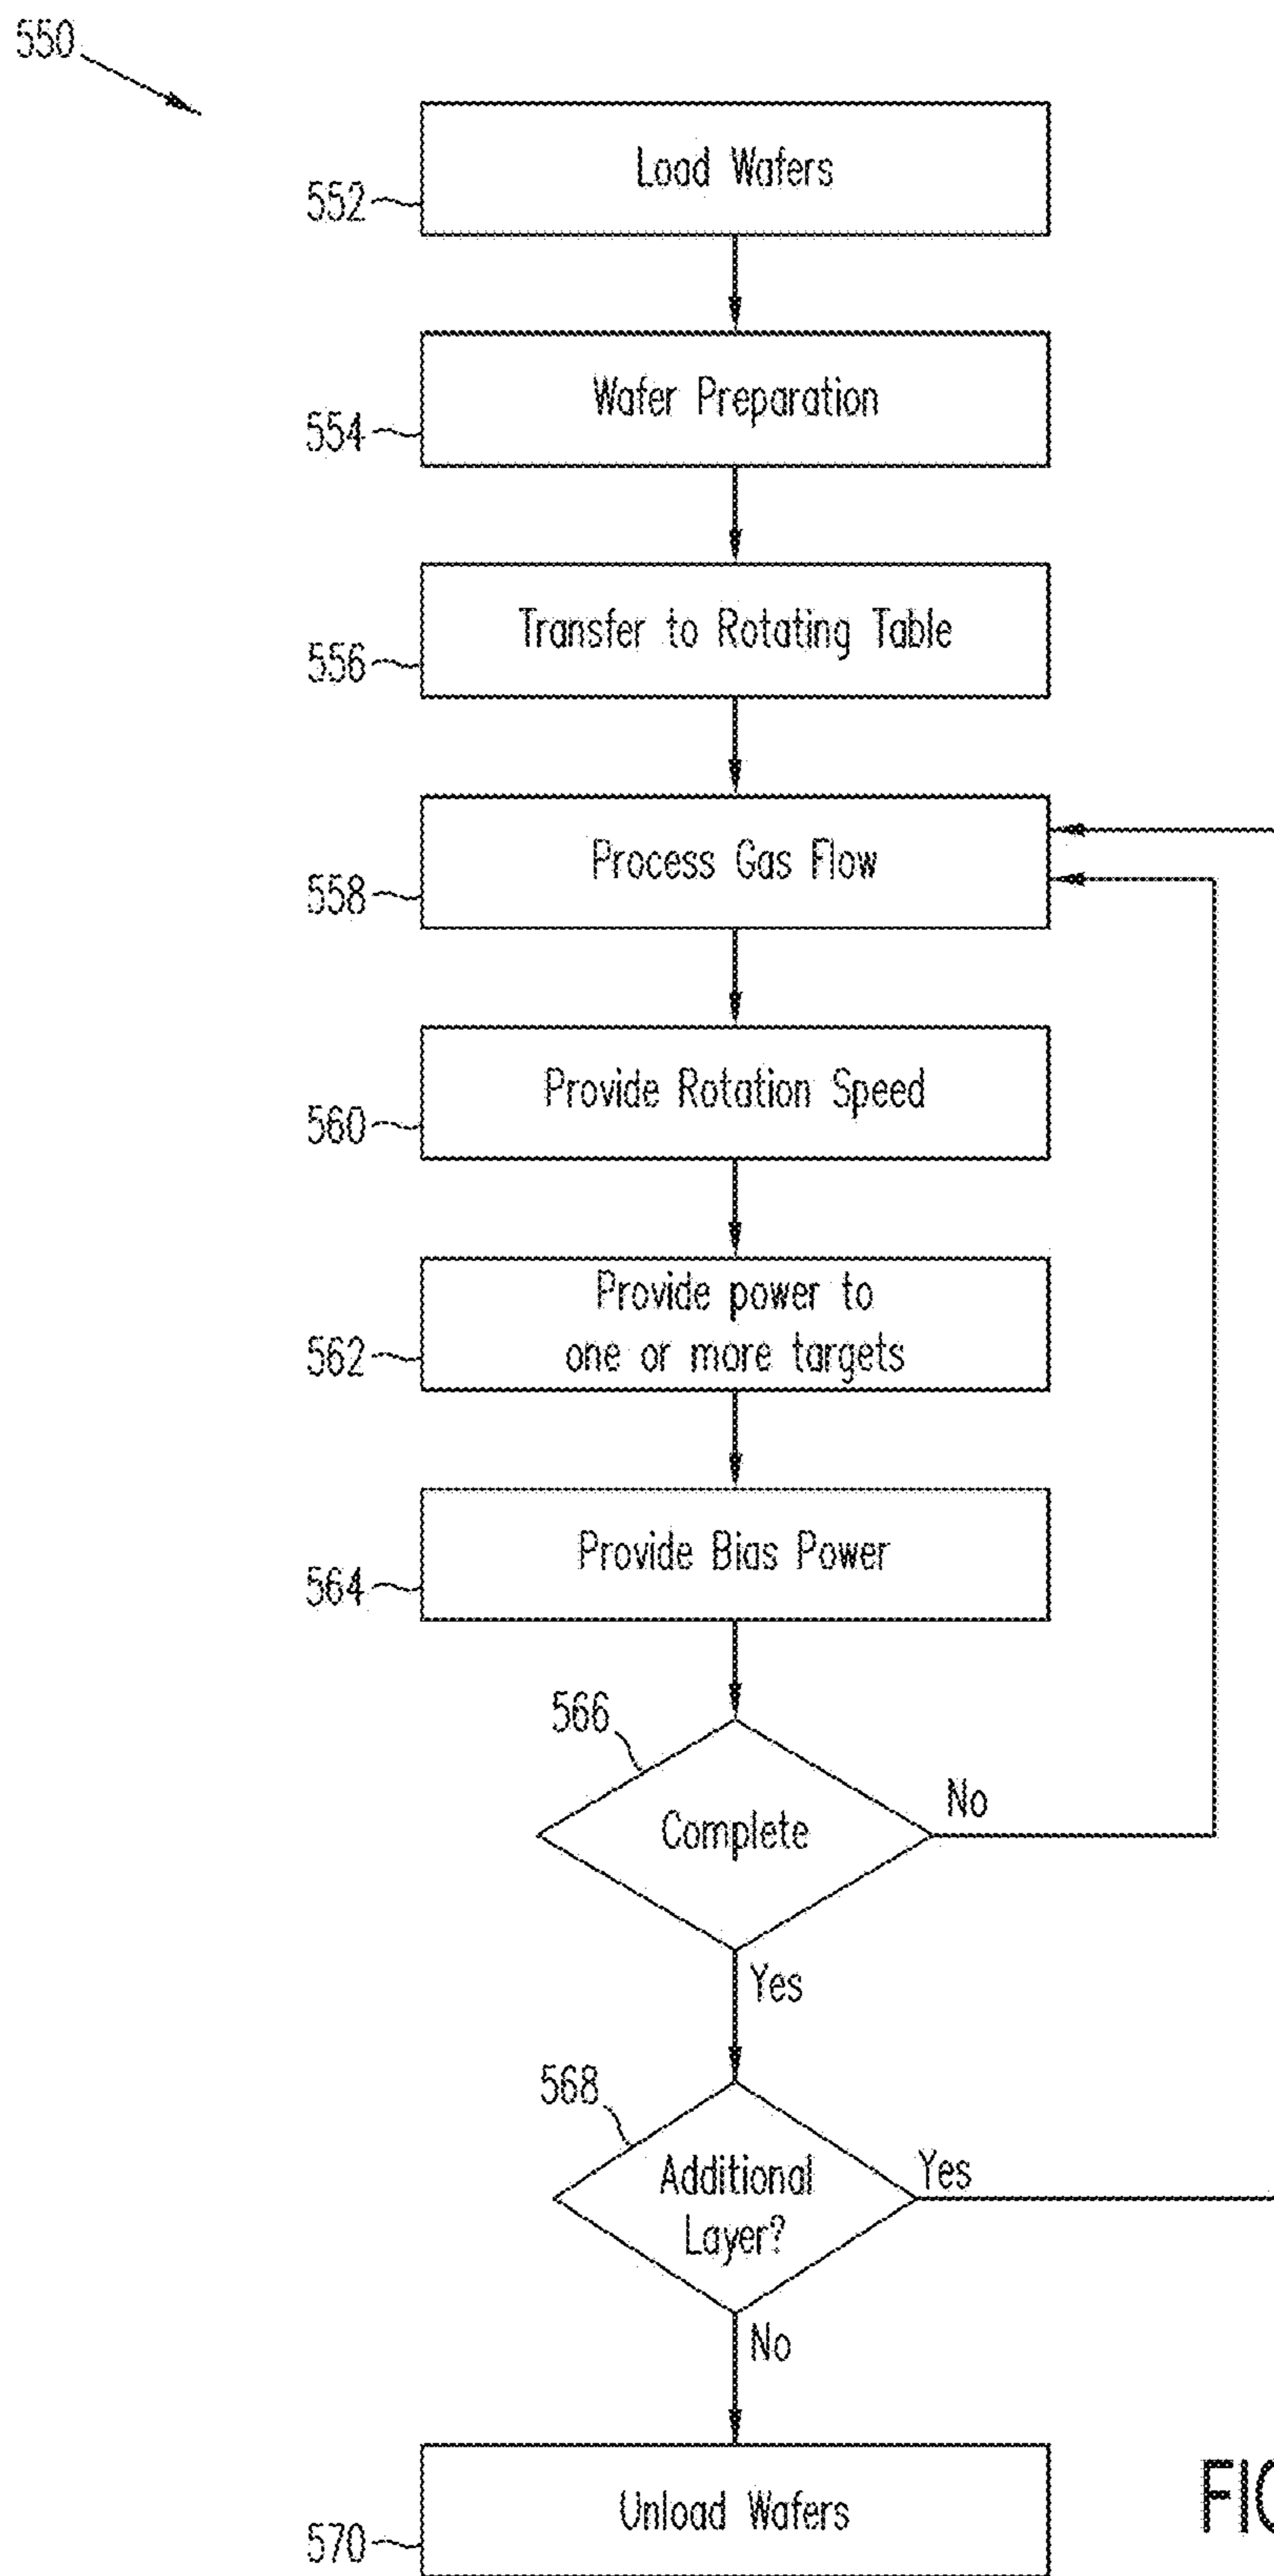 550
Load Wafers
552
Wafer Preparation
554
Transfer to Rotating Table
556
Process Gas Flow
558
Provide Rotation Speed
560
Provide power to
one or more targets
562
Provide Bias Power
564
566
Complete
No
Yes
568
Additional
Layer?
Yes
No
Unload Wafers
570